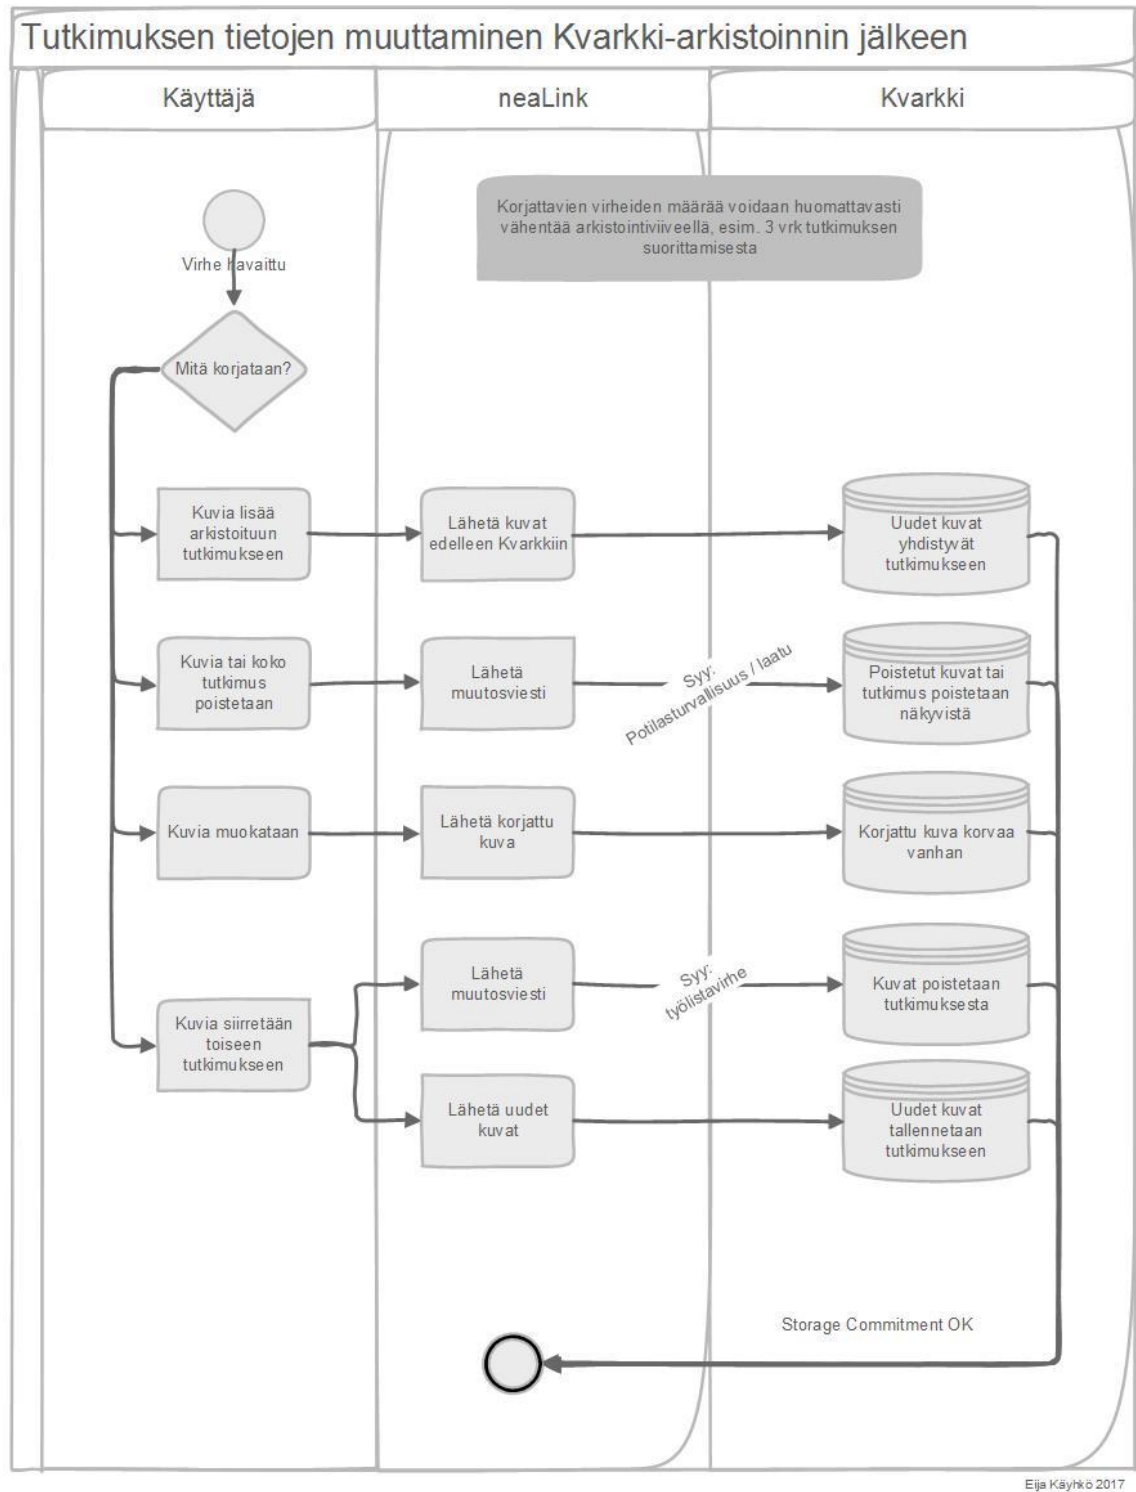 Tutkimuksen tietojen muuttaminen Kvarkki-arkistoinnin jälkeen
Käyttäjä
neaLink
Kvarkki
Korjattavien virheiden määrää voidaan huomattavasti
vähentää arkistointiviiveellä, esim. 3 vrk tutkimuksen
suorittamisesta
Virhe havaittu
Mitä korjataan?
Kuvia lisää
arkistoituun
tutkimukseen
Lähetä kuvat
edelleen Kvarkkiin
Uudet kuvat
yhdistyvät
tutkimukseen
Kuvia tai koko
tutkimus
poistetaan
Lähetä
muutosviesti
Syy:
Potilasturvallisuus / laatu
Poistetut kuvat tai
tutkimus poistetaan
näkyvistä
Kuvia muokataan
Lähetä korjattu
kuva
Korjattu kuva korvaa
vanhan
Kuvia siirretään
toiseen
tutkimukseen
Lähetä
muutosviesti
Syy:
työlistavirhe
Kuvat poistetaan
tutkimuksesta
Lähetä uudet
kuvat
Uudet kuvat
tallennetaan
tutkimukseen
Storage Commitment OK
Eija Käyhkö 2017